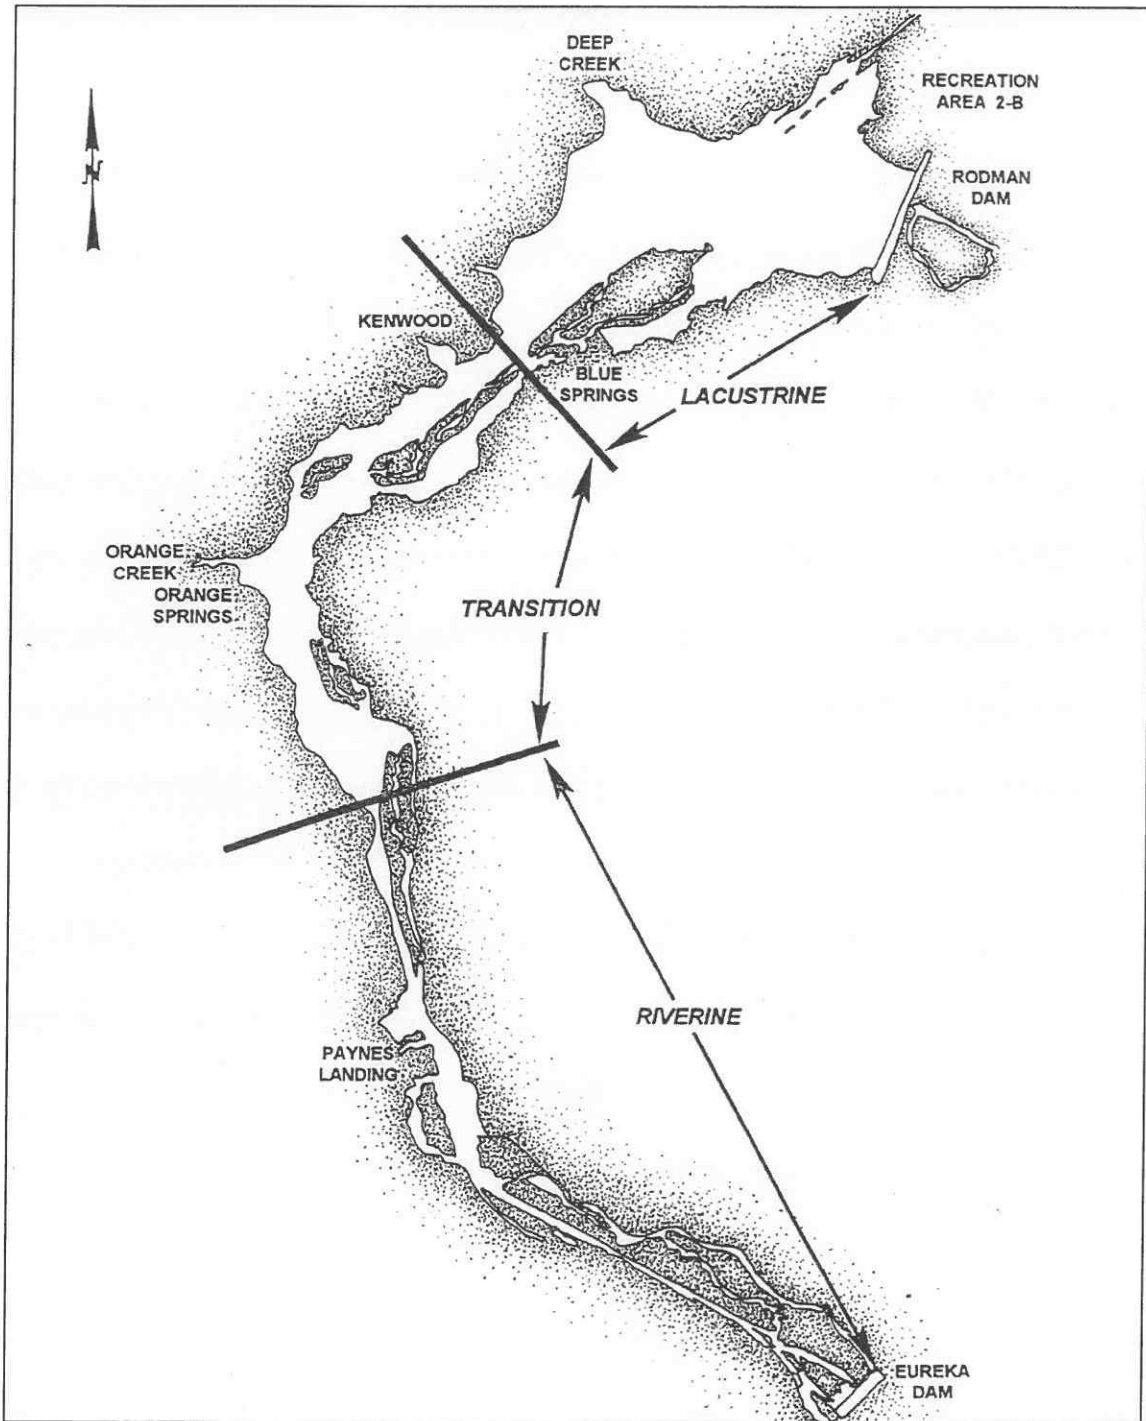 DEEP
CREEK
RECREATION
AREA 2-B
N
RODMAN
DAM
KENWOOD
BLUE
SPRINGS
LACUSTRINE
ORANGE
CREEK
ORANGE
SPRINGS
TRANSITION
RIVERINE
PAYNES
LANDING
EUREKA
DAM